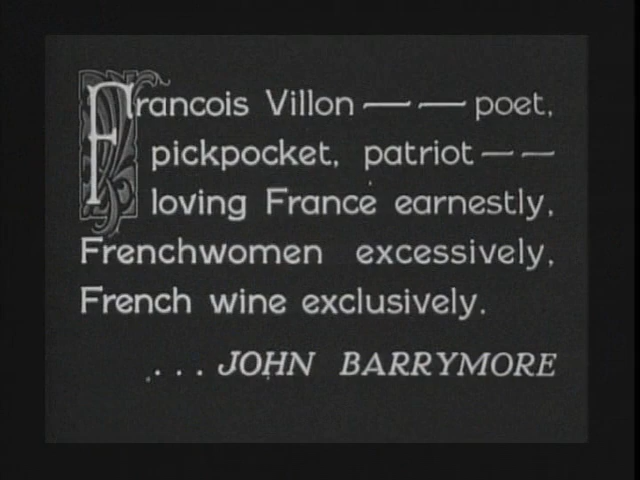 Francois Villon — — poet,
pickpocket, patriot — —
loving France earnestly,
Frenchwomen excessively,
French wine exclusively.
... JOHN BARRYMORE